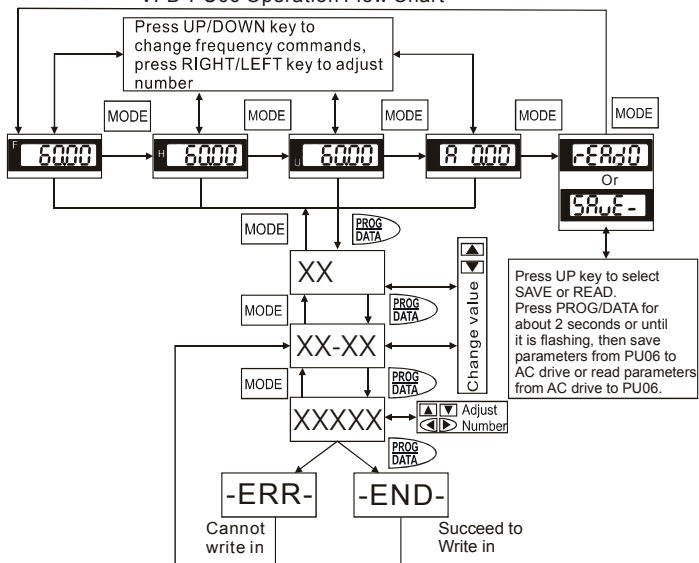 VFD-PU06 Operation Flow Chart
Press UP/DOWN key to
change frequency commands,
press RIGHT/LEFT key to adjust
number
MODE
MODE
MODE
MODE
MODE
F 60.00
H 60.00
U 60.00
A 0.00
rEAd0
Or
SAvE-
MODE
PROG
DATA
XX
MODE
PROG
DATA
XX-XX
MODE
PROG
DATA
XXXXX
Change value
Adjust
Number
PROG
DATA
Press UP key to select
SAVE or READ.
Press PROG/DATA for
about 2 seconds or until
it is flashing, then save
parameters from PU06 to
AC drive or read parameters
from AC drive to PU06.
-ERR-
-END-
Cannot
write in
Succeed to
Write in